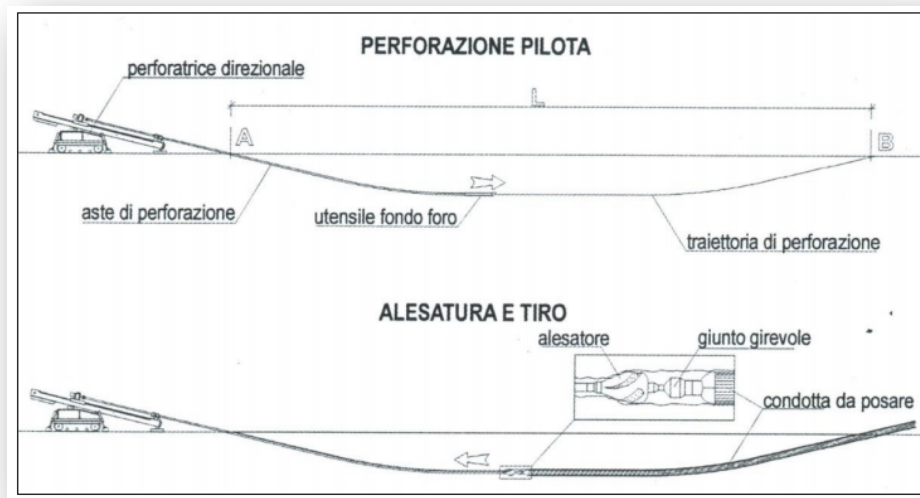 PERFORAZIONE PILOTA
perforatrice direzionale
L
A
B
aste di perforazione
utensile fondo foro
traiettoria di perforazione
ALESATURA E TIRO
alesatore
giunto girevole
condotta da posare